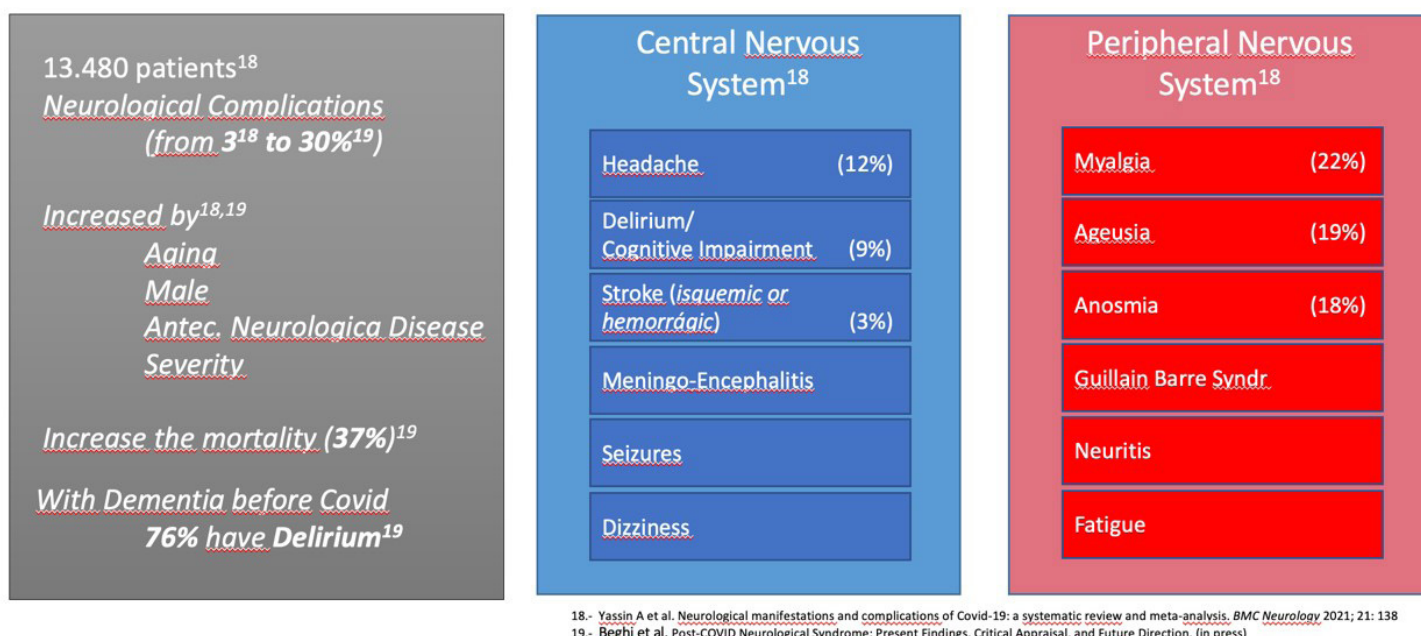 13.480 patients18
Neurological Complications
(from 318 to 30%19)
Increased by18,19
Aging
Male
Antec. Neurologica Disease
Severity
Increase the mortality (37%)19
With Dementia before Covid
76% have Delirium19
Central Nervous
System18
Headache (12%)
Delirium/
Cognitive Impairment (9%)
Stroke (isquemic or
hemorrágic) (3%)
Meningo-Encephalitis
Seizures
Dizziness
Peripheral Nervous
System18
Myalgia (22%)
Ageusia (19%)
Anosmia (18%)
Guillain Barre Syndr
Neuritis
Fatigue
18.- Yassin A et al. Neurological manifestations and complications of Covid-19: a systematic review and meta-analysis. BMC Neurology 2021; 21: 138
19.- Beghi et al. Post-COVID Neurological Syndrome: Present Findings, Critical Appraisal, and Future Direction. (in press)